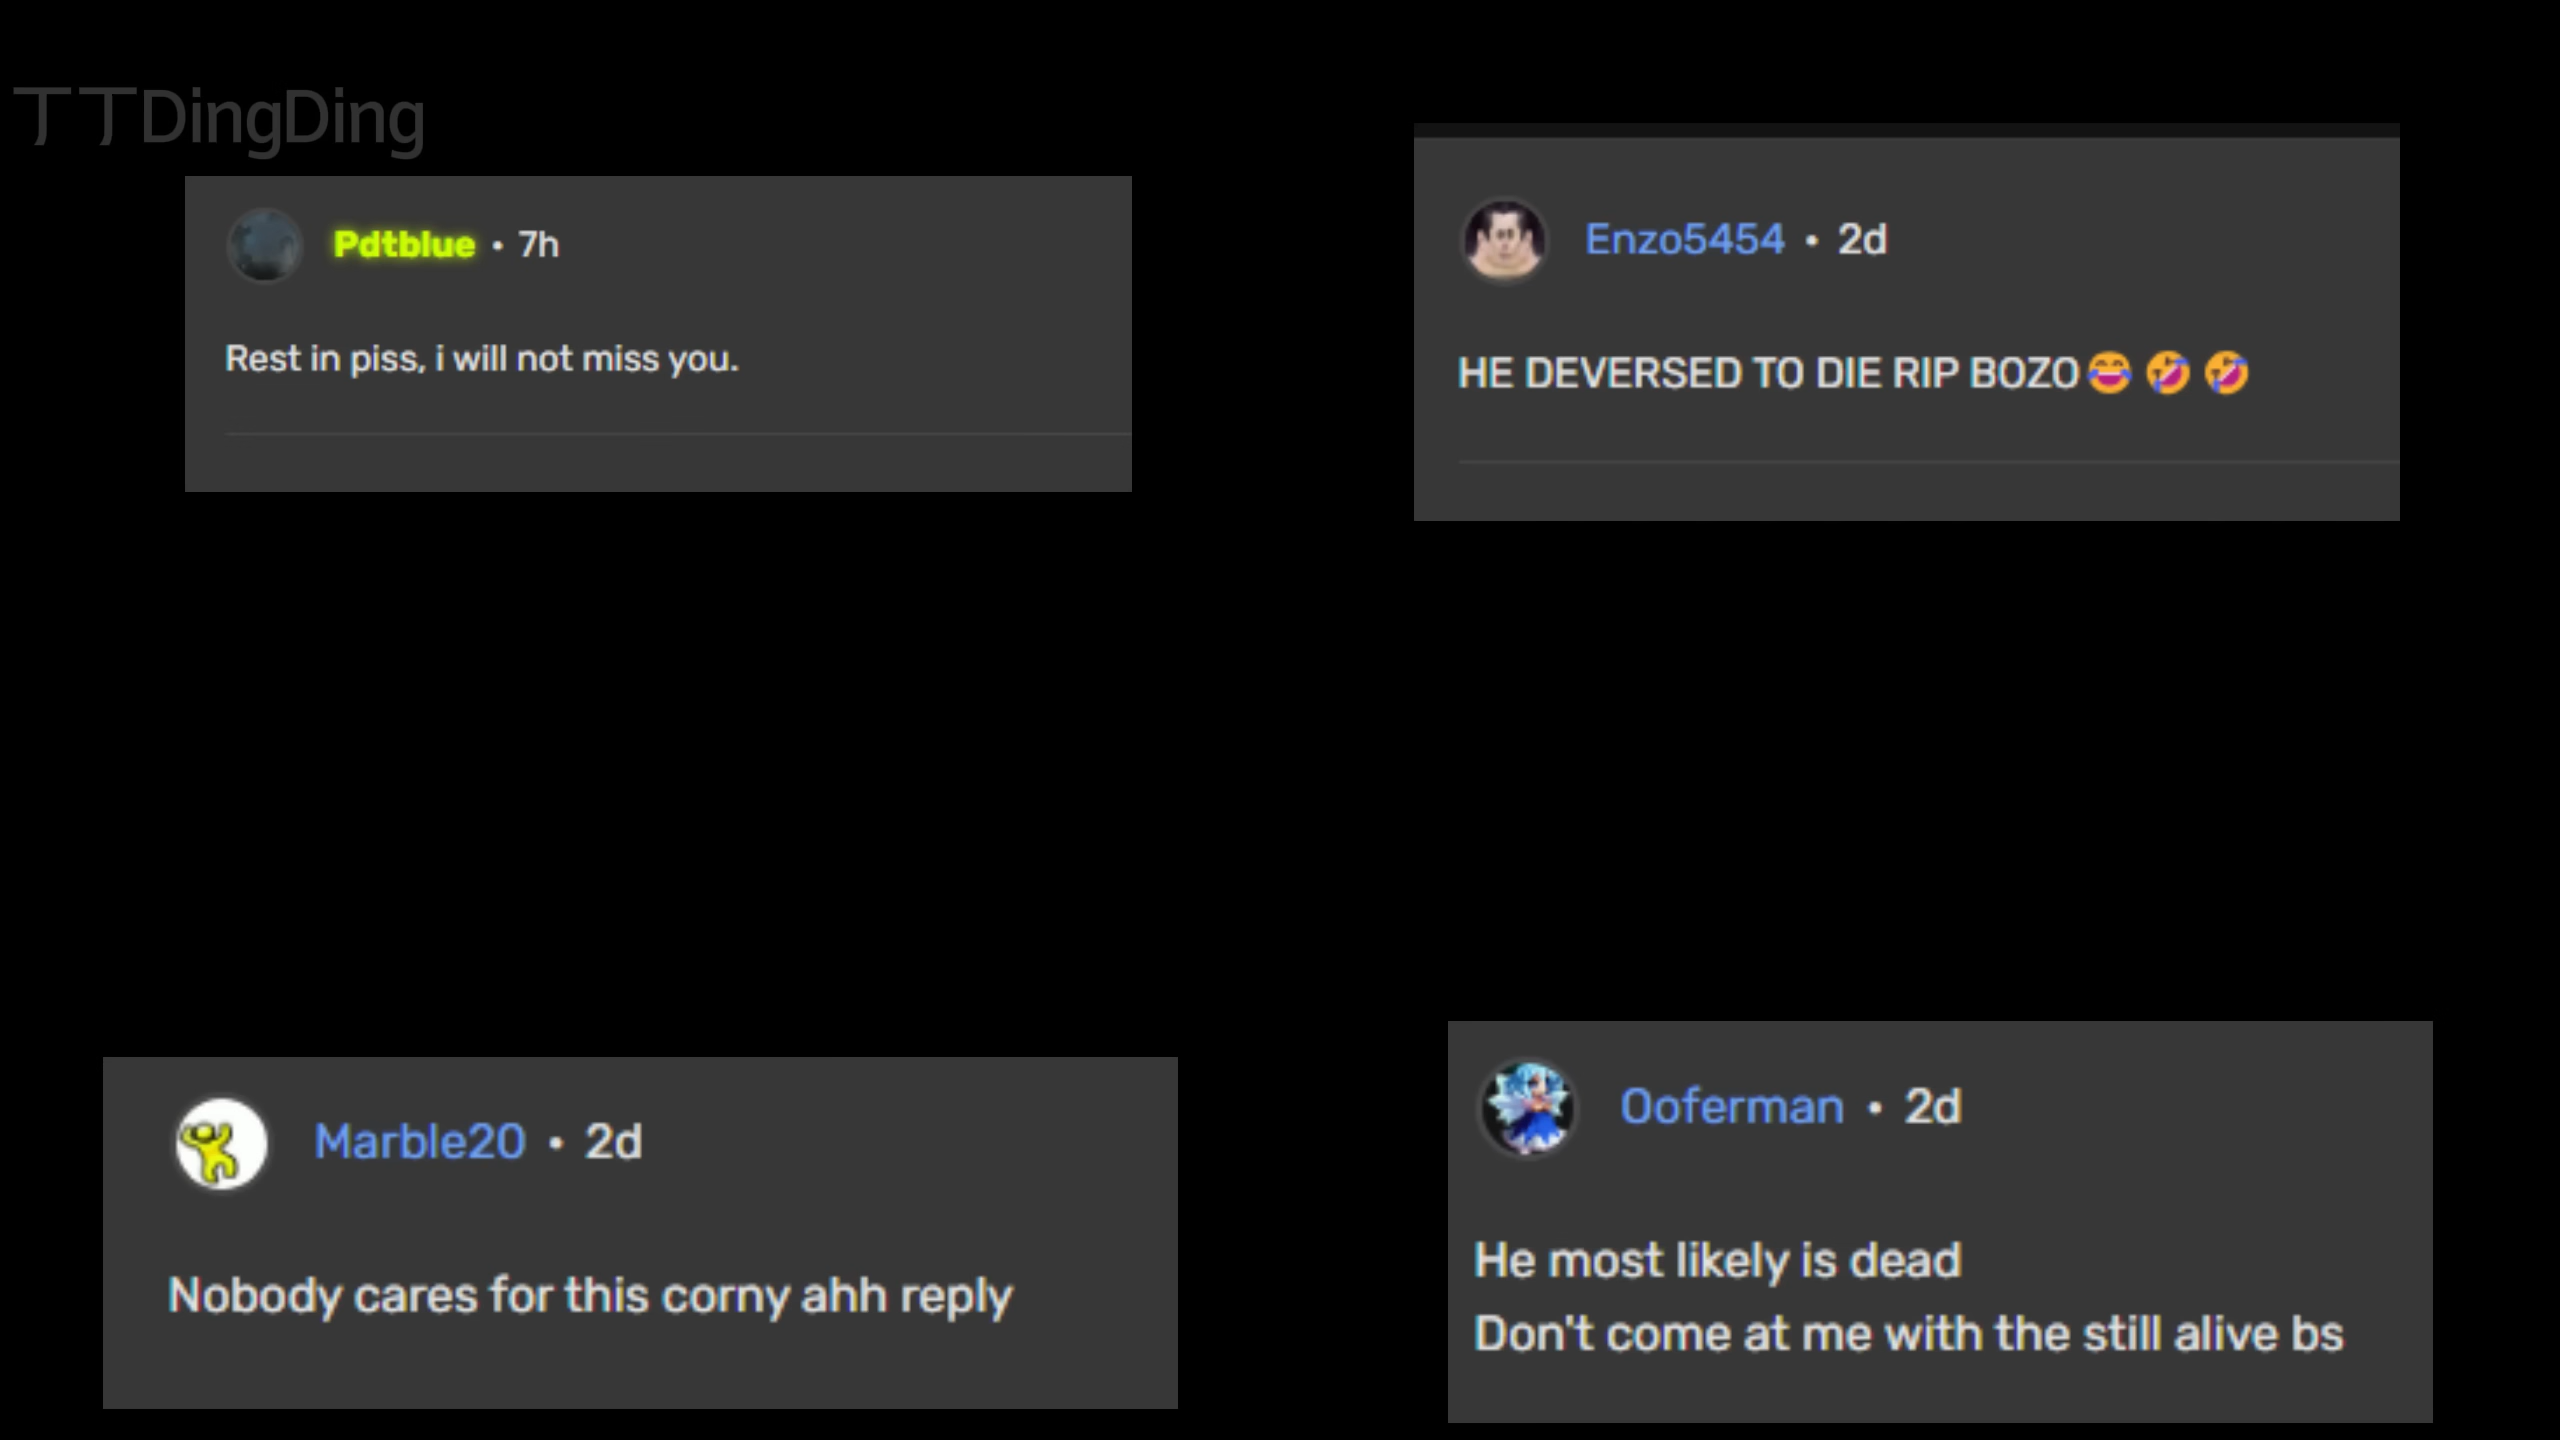 丅丅DingDing
Pdtblue • 7h
Rest in piss, i will not miss you.
Enzo5454 • 2d
HE DEVERSED TO DIE RIP BOZO😂🤣🤣
Marble20 • 2d
Nobody cares for this corny ahh reply
Ooferman • 2d
He most likely is dead
Don't come at me with the still alive bs